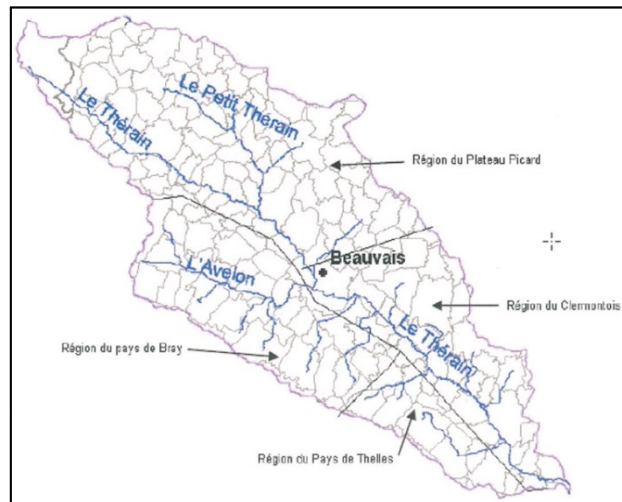 Le Petit Thérain
Le Thérain
Région du Plateau Picard
Beauvais
L'Avelon
Région du Clermontois
Le Thérain
Région du pays de Bray
Région du Pays de Thelles